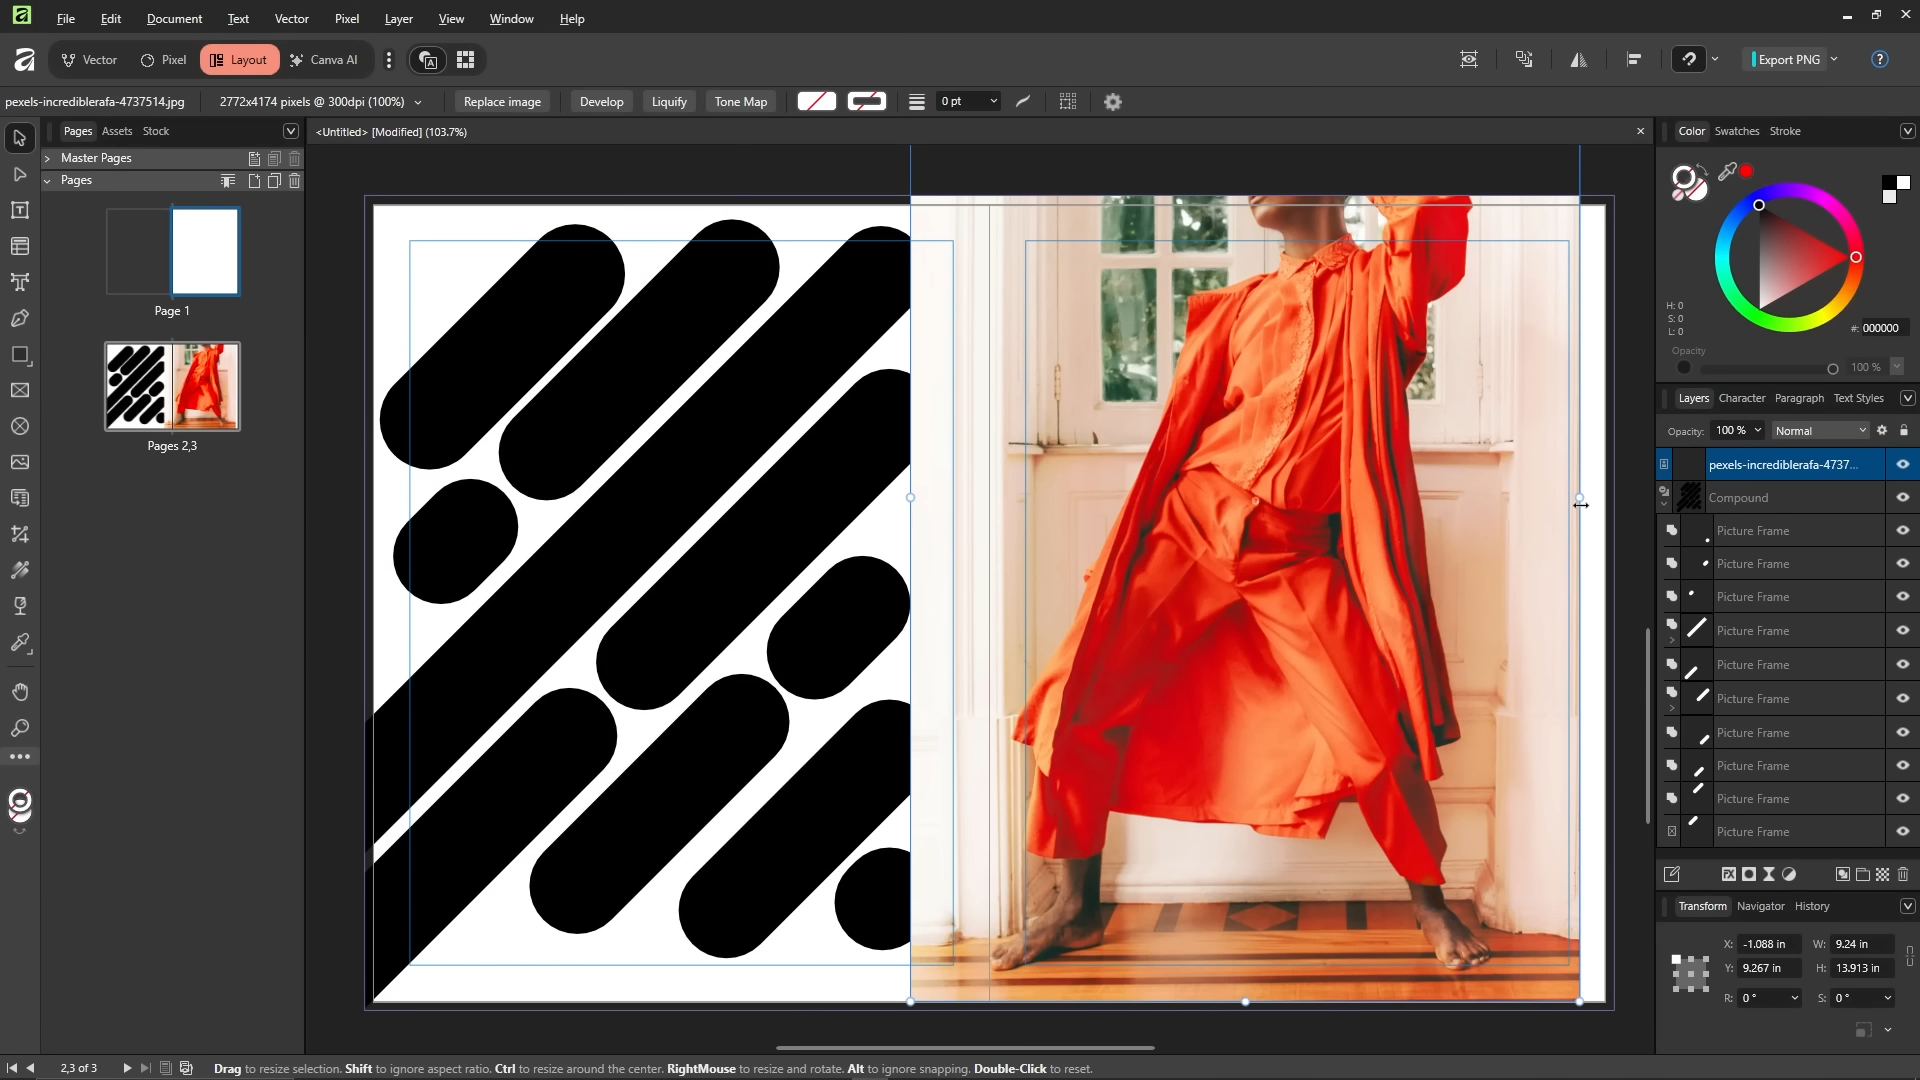 File Edit Document Text Vector Pixel Layer View Window Help
Vector Pixel Layout Canva AI Export PNG
pexels-incrediblerafa-4737514.jpg 2772x4174 pixels @ 300dpi (100%) Replace image Develop Liquify Tone Map 0 pt
Pages Assets Stock
<Untitled> [Modified] (103.7%)
Master Pages
Pages
Page 1
Pages 2,3
Color Swatches Stroke
H: 0
S: 0
L: 0
#: 000000
Opacity
100 %
Layers Character Paragraph Text Styles
Opacity: 100 % Normal
pexels-incrediblerafa-4737...
Compound
Picture Frame
Picture Frame
Picture Frame
Picture Frame
Picture Frame
Picture Frame
Picture Frame
Picture Frame
Picture Frame
Picture Frame
Transform Navigator History
X: -1.088 in W: 9.24 in
Y: 9.267 in H: 13.913 in
R: 0 ° S: 0 °
2,3 of 3 Drag to resize selection. Shift to ignore aspect ratio. Ctrl to resize around the center. RightMouse to resize and rotate. Alt to ignore snapping. Double-Click to reset.